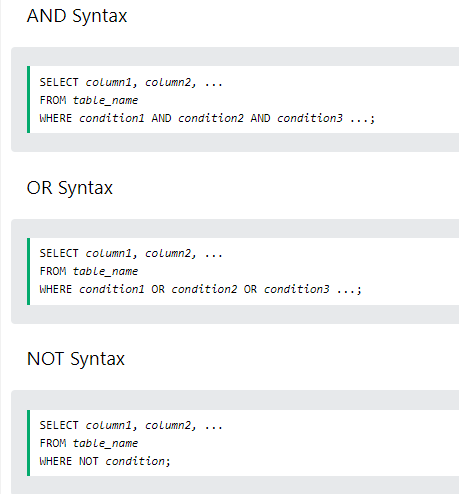 AND Syntax
SELECT column1, column2, ...
FROM table_name
WHERE condition1 AND condition2 AND condition3 ...;
OR Syntax
SELECT column1, column2, ...
FROM table_name
WHERE condition1 OR condition2 OR condition3 ...;
NOT Syntax
SELECT column1, column2, ...
FROM table_name
WHERE NOT condition;